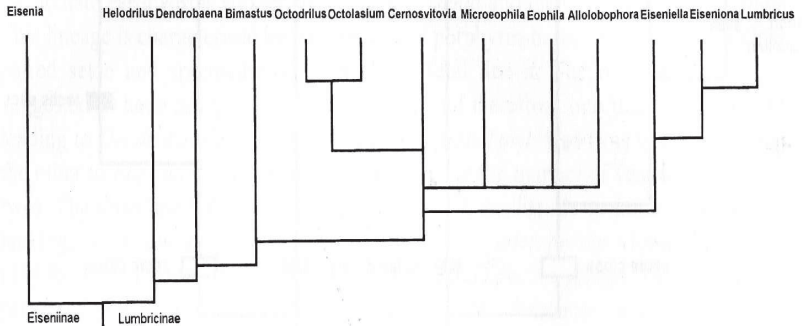 Eisenia Helodrilus Dendrobaena Bimastus Octodrilus Octolasium Cernosvitovia Microeophila Eophila Allolobophora Eiseniella Eiseniona Lumbricus
Eiseniinae Lumbricinae